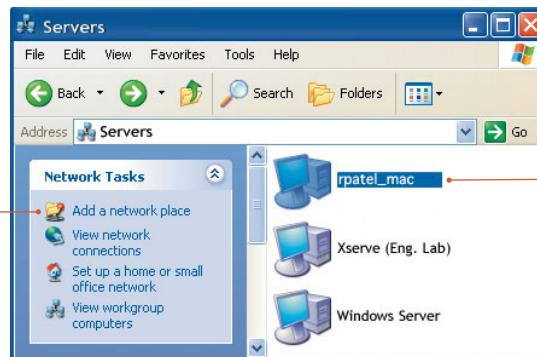 Servers
File Edit View Favorites Tools Help
Back Search Folders
Address Servers Go
Network Tasks
Add a network place
View network
connections
Set up a home or small
office network
View workgroup
computers
rpatel_mac
Xserve (Eng. Lab)
Windows Server